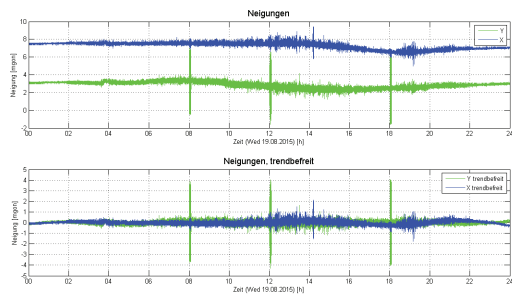 Neigungen
10
8
6
4
2
0
-2
Neigung [mgon]
Y
X
00 02 04 06 08 10 12 14 16 18 20 22 24
Zeit (Wed 19.08.2015) [h]
Neigungen, trendbefreit
5
4
3
2
1
0
-1
-2
-3
-4
-5
Neigung [mgon]
Y trendbefreit
X trendbefreit
00 02 04 06 08 10 12 14 16 18 20 22 24
Zeit (Wed 19.08.2015) [h]